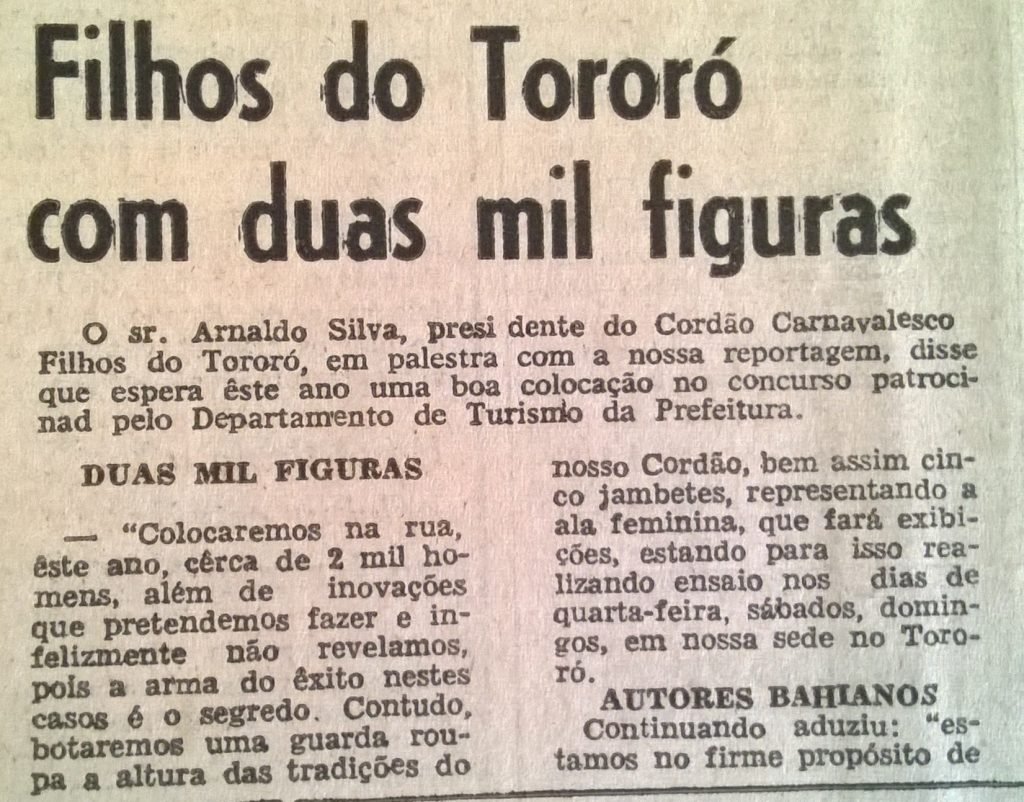 Filhos do Tororó
com duas mil figuras
O sr. Arnaldo Silva, presi dente do Cordão Carnavalesco
Filhos do Tororó, em palestra com a nossa reportagem, disse
que espera êste ano uma boa colocação no concurso patroci-
nad pelo Departamento de Turismo da Prefeitura.
DUAS MIL FIGURAS
— "Colocaremos na rua,
êste ano, cêrca de 2 mil ho-
mens, além de inovações
que pretendemos fazer e in-
felizmente não revelamos,
pois a arma do êxito nestes
casos é o segredo. Contudo,
botaremos uma guarda rou-
pa a altura das tradições do
nosso Cordão, bem assim cin-
co jambetes, representando a
ala feminina, que fará exibi-
ções, estando para isso rea-
lizando ensaio nos dias de
quarta-feira, sábados, domin-
gos, em nossa sede no Toro-
ró.
AUTORES BAHIANOS
Continuando aduziu: "es-
tamos no firme propósito de